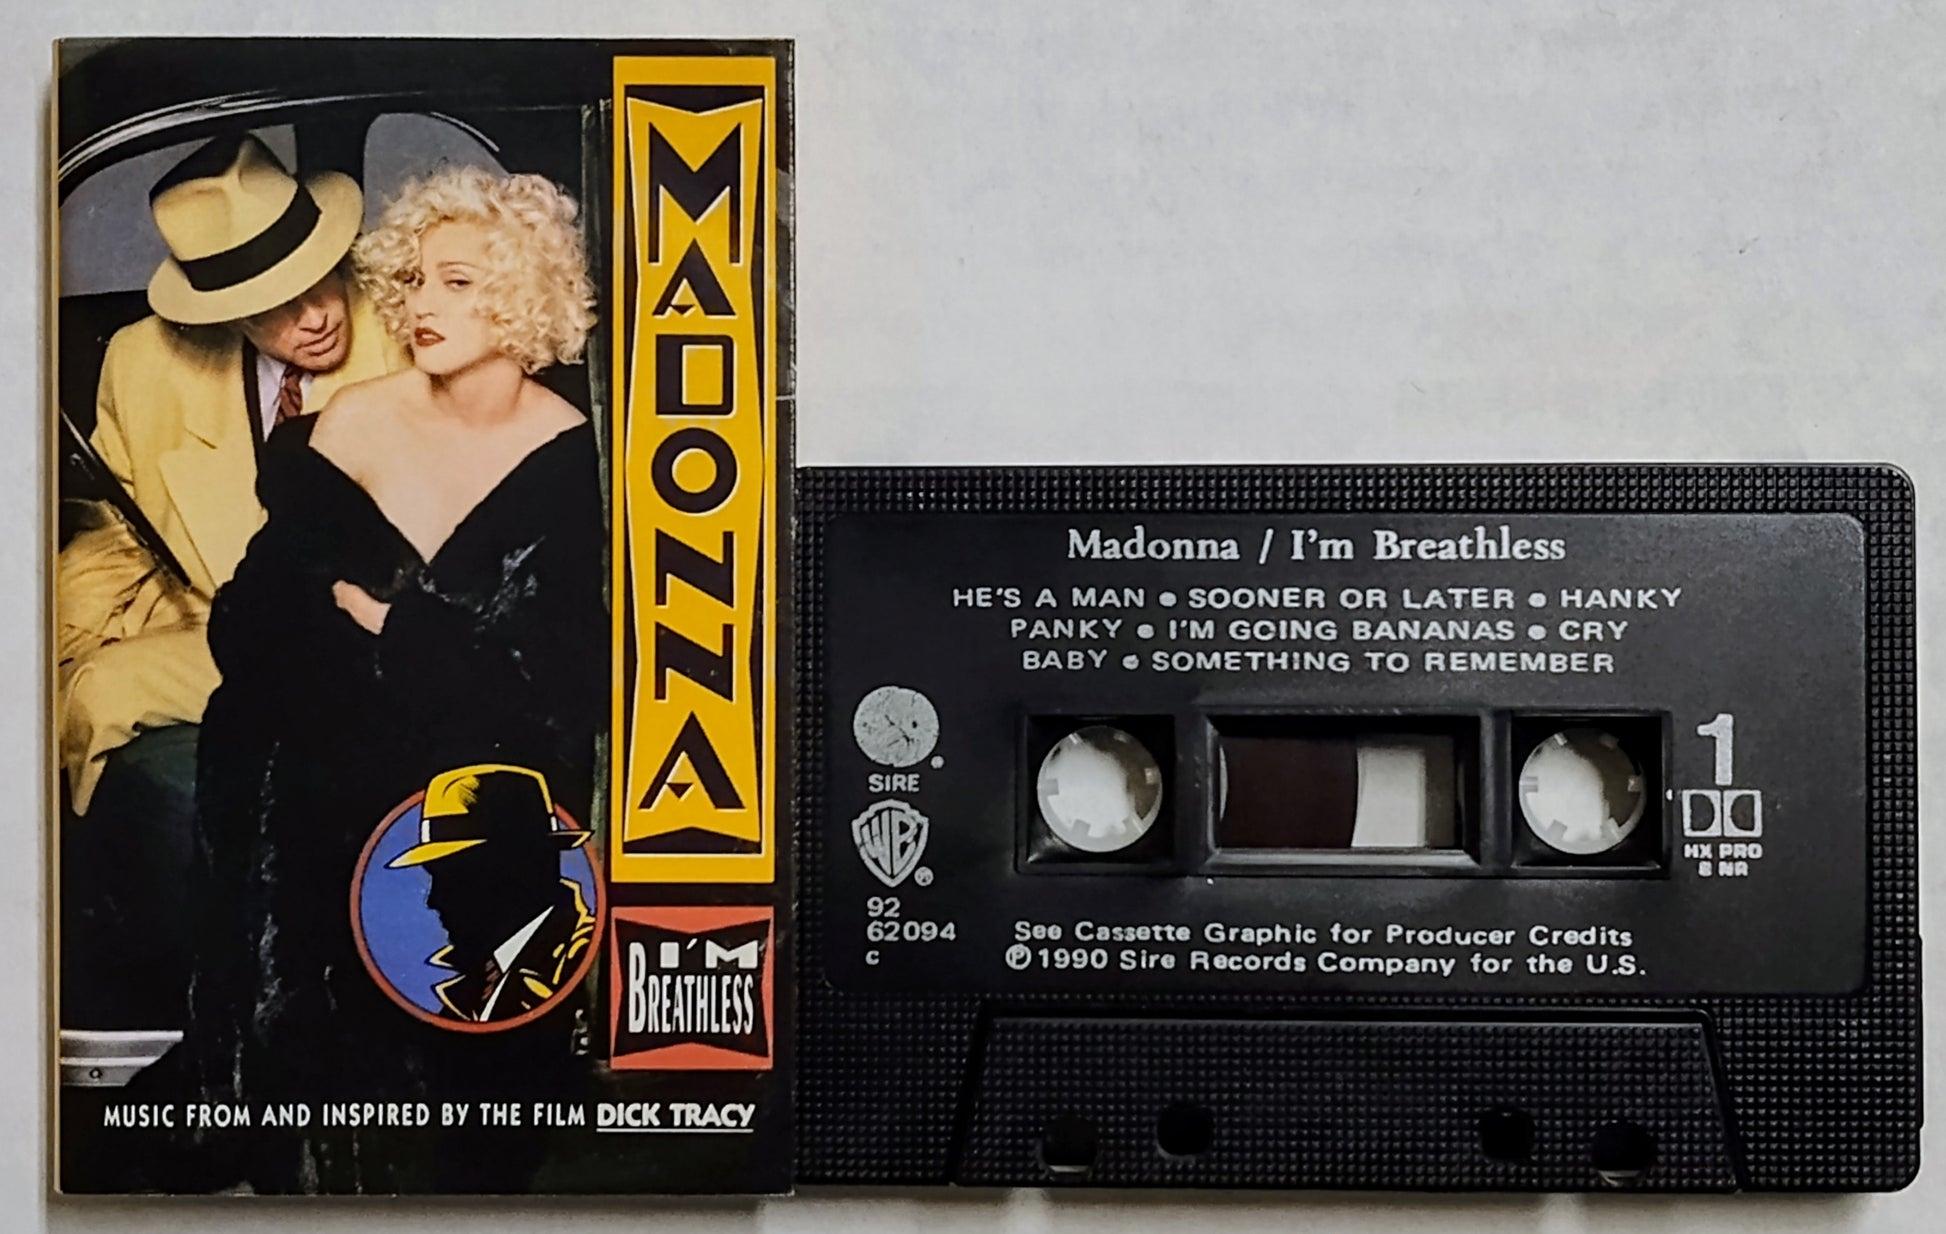 MADONNA
I'M
BREATHLESS
MUSIC FROM AND INSPIRED BY THE FILM DICK TRACY
Madonna / I'm Breathless
HE'S A MAN • SOONER OR LATER • HANKY
PANKY • I'M GOING BANANAS • CRY
BABY • SOMETHING TO REMEMBER
SIRE
WB
92
62094
C
1
HX PRO
B NR
See Cassette Graphic for Producer Credits
℗1990 Sire Records Company for the U.S.